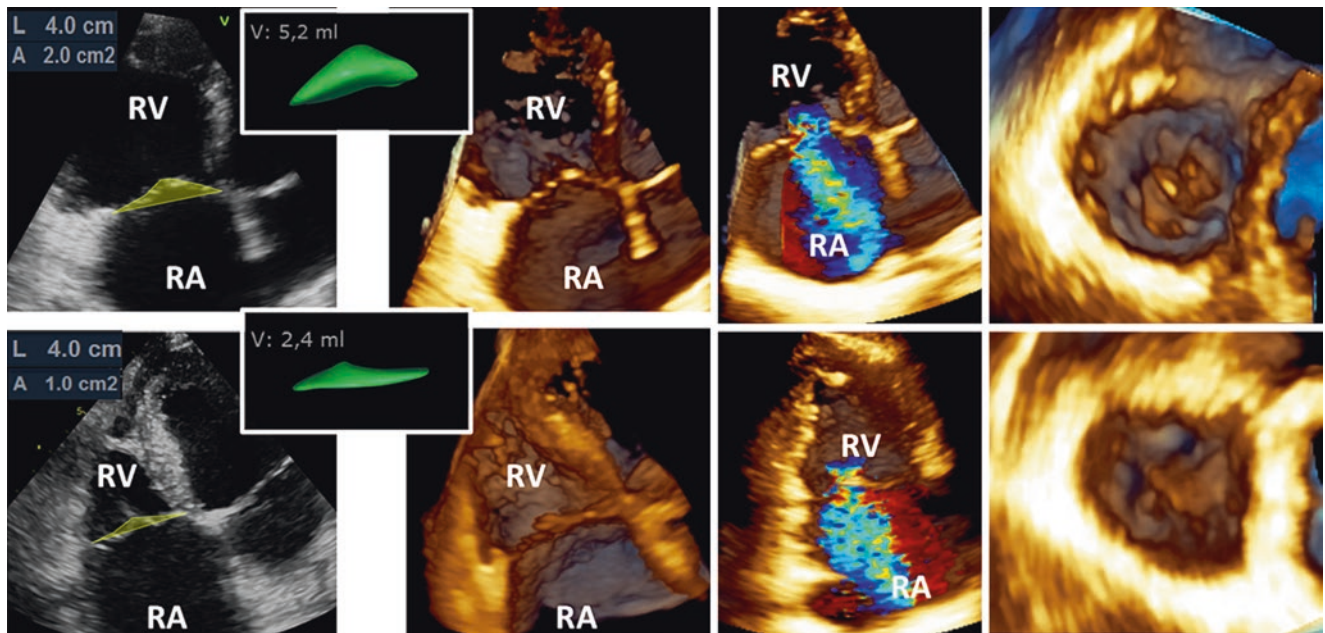 L 4.0 cm
A 2.0 cm2
V
V: 5,2 ml
RV
RA
RV
RA
RV
RA
L 4.0 cm
A 1.0 cm2
V: 2,4 ml
RV
RA
RV
RA
RV
RA